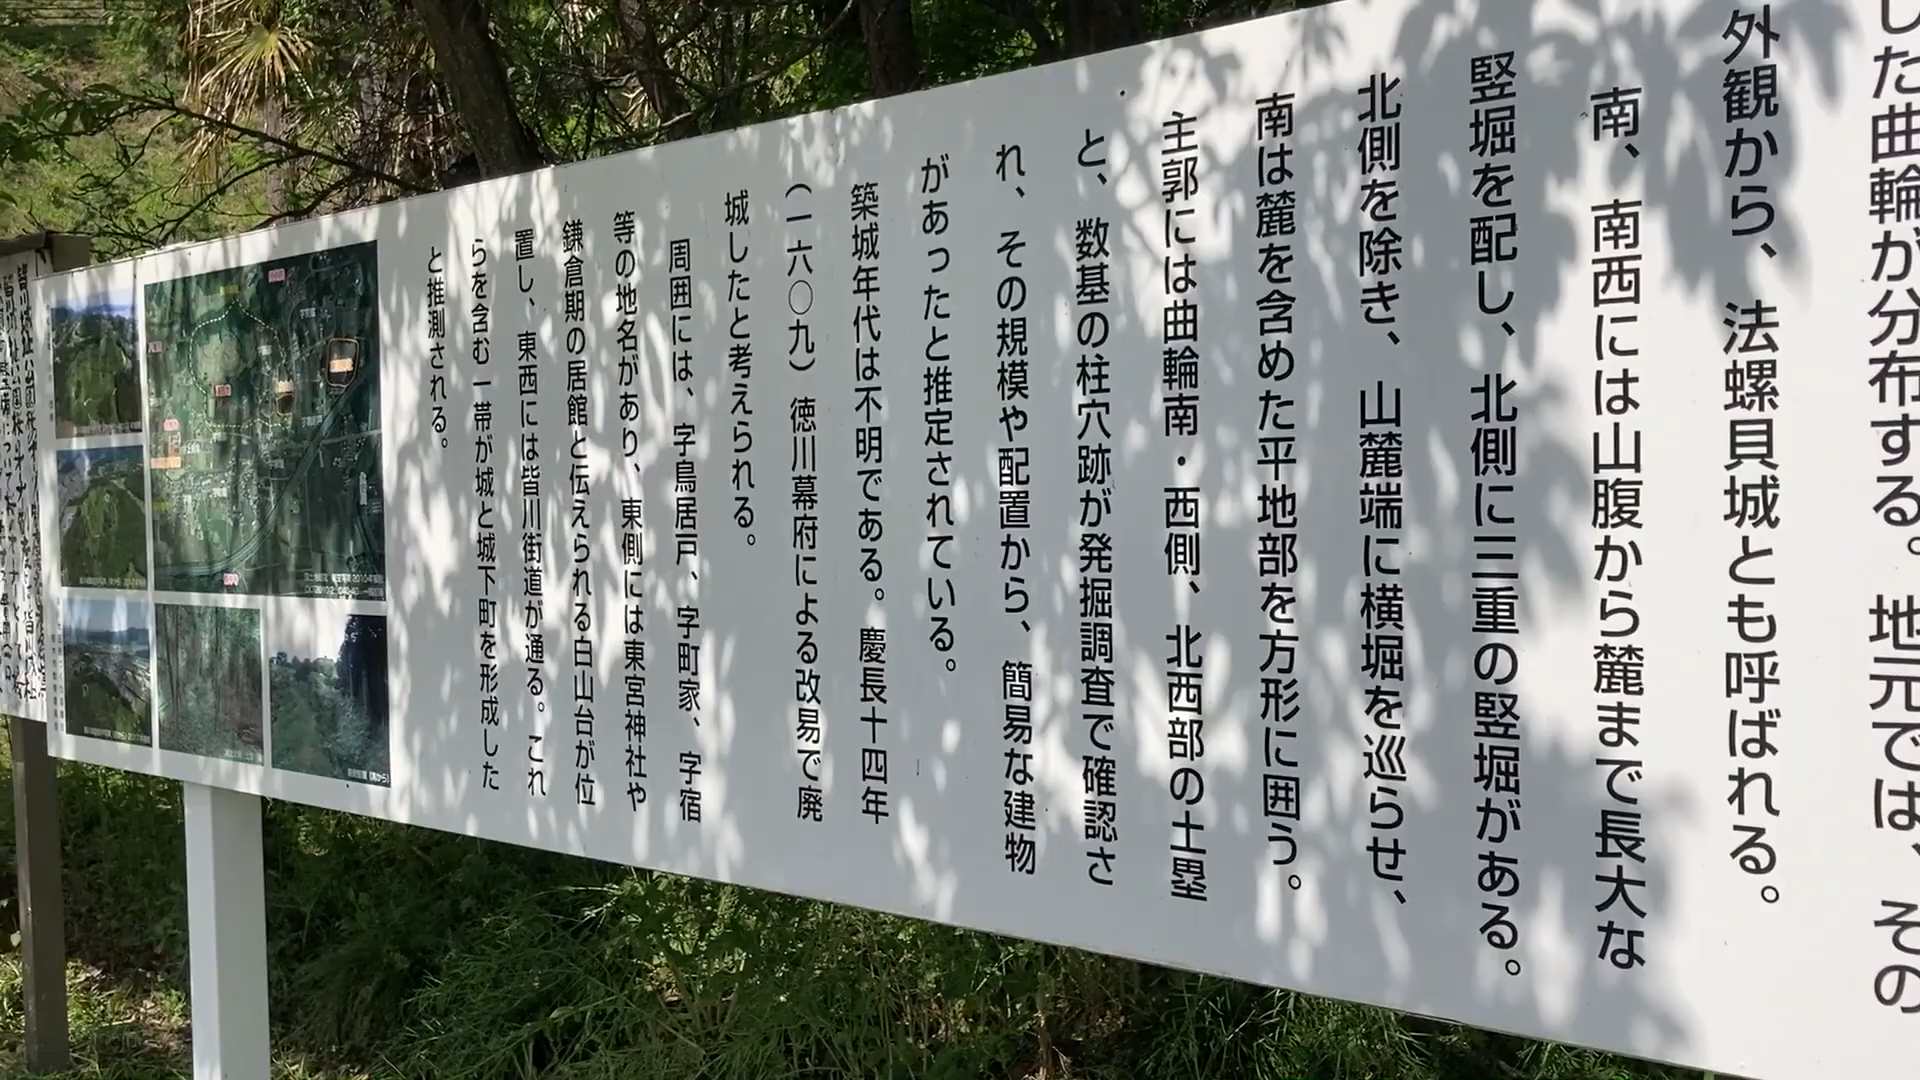 した曲輪が分布する。地元では、その
外観から、法螺貝城とも呼ばれる。
南、南西には山腹から麓まで長大な
竪堀を配し、北側に三重の竪堀がある。
北側を除き、山麓端に横堀を巡らせ、
南は麓を含めた平地部を方形に囲う。
主郭には曲輪南・西側、北西部の土塁
と、数基の柱穴跡が発掘調査で確認さ
れ、その規模や配置から、簡易な建物
があったと推定されている。
築城年代は不明である。慶長十四年
（一六〇九）徳川幕府による改易で廃
城したと考えられる。
周囲には、字鳥居戸、字町家、字宿
等の地名があり、東側には東宮神社や
鎌倉期の居館と伝えられる白山台が位
置し、東西には皆川街道が通る。これ
らを含む一帯が城と城下町を形成した
と推測される。